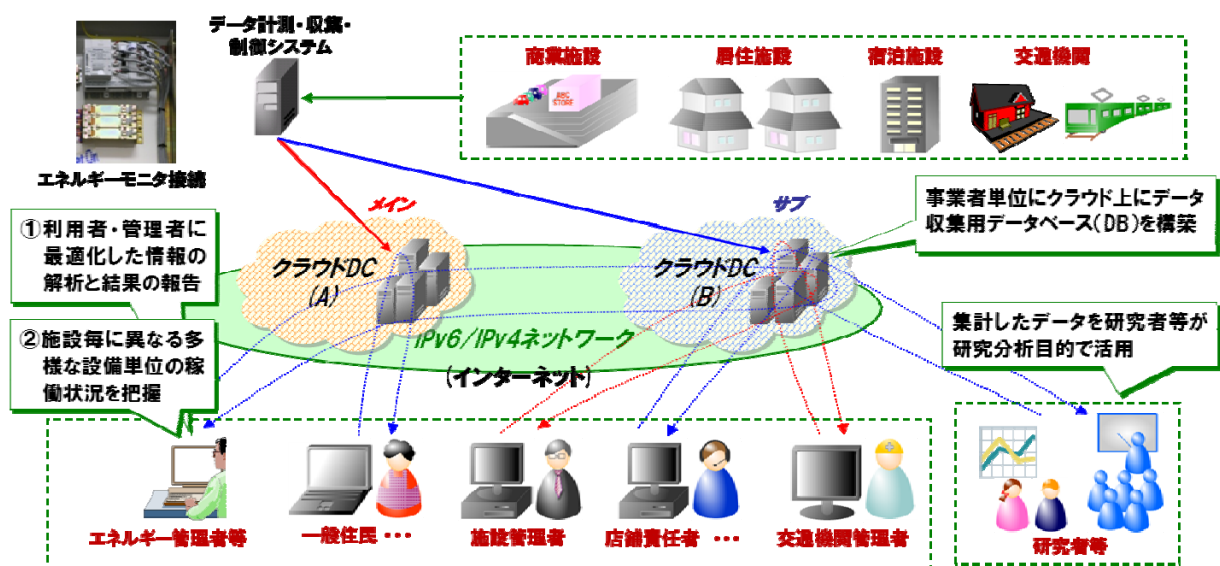 データ計測・収集・
制御システム
商業施設
居住施設
宿泊施設
交通機関
ABC
STORE
エネルギーモニタ接続
①利用者・管理者に
最適化した情報の
解析と結果の報告
②施設毎に異なる多
様な設備単位の稼
働状況を把握
メイン
クラウドDC
(A)
サブ
クラウドDC
(B)
事業者単位にクラウド上にデータ
収集用データベース(DB)を構築
IPv6/IPv4ネットワーク
(インターネット)
集計したデータを研究者等が
研究分析目的で活用
エネルギー管理者等
一般住民 ・・・
施設管理者
店舗責任者 ・・・
交通機関管理者
研究者等